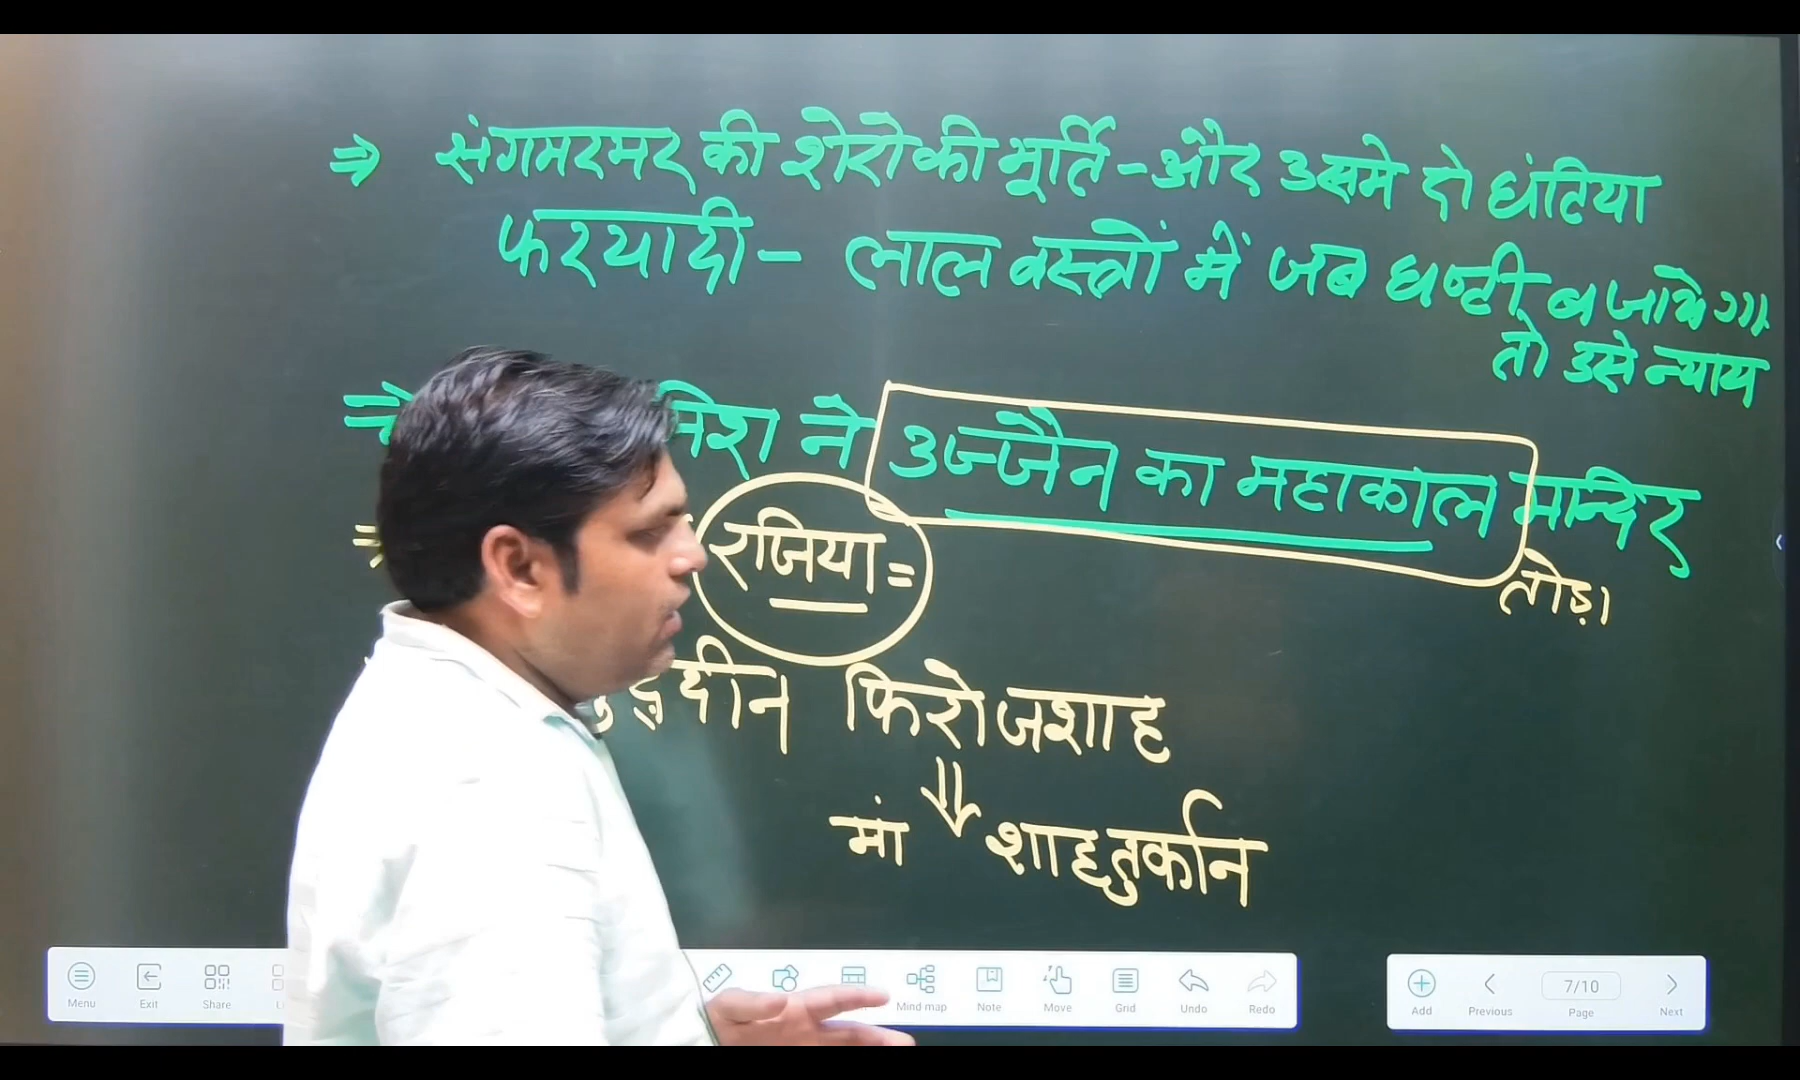 ⇒ संगमरमर की शेरो की मूर्ति - और उसमे दो घंटिया
फरयादी - लाल वस्त्रों में जब घण्टी बजायेगा
तो उसे न्याय
ने उज्जैन का महाकाल मन्दिर
तोड़ा
रजिया =
फिरोजशाह
मां शाहतुर्कान
Menu Exit Share Mind map Note Move Grid Undo Redo Add Previous 7/10 Page Next